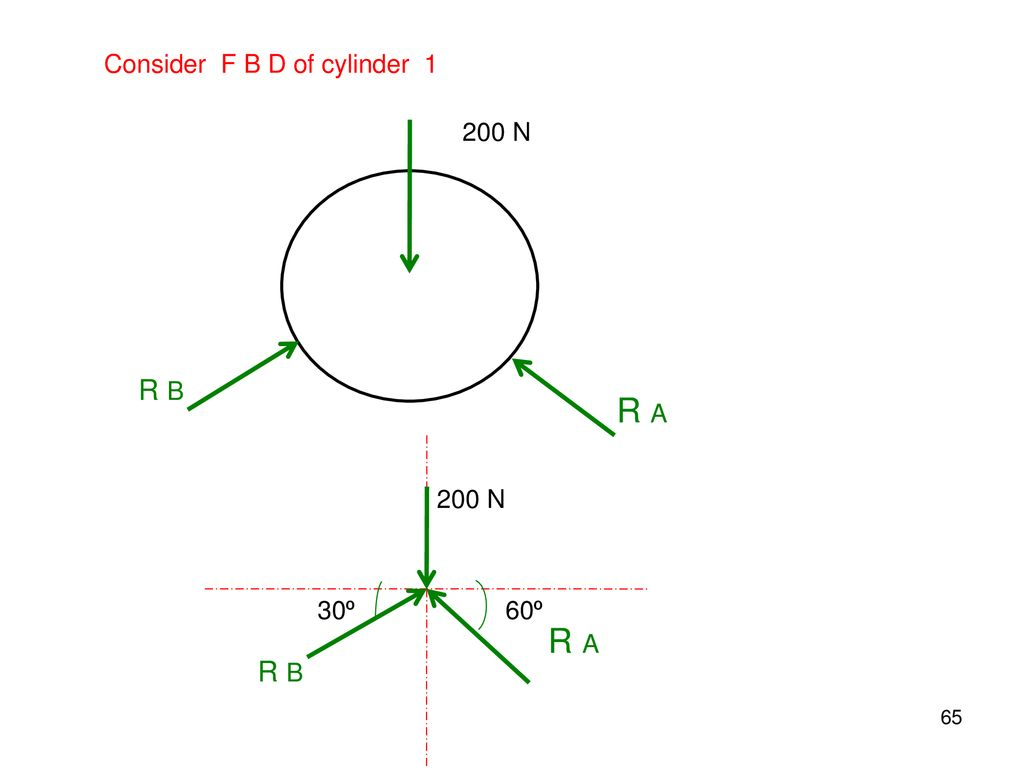 Consider F B D of cylinder 1
200 N
R B
R A
200 N
30º
60º
R A
R B
65